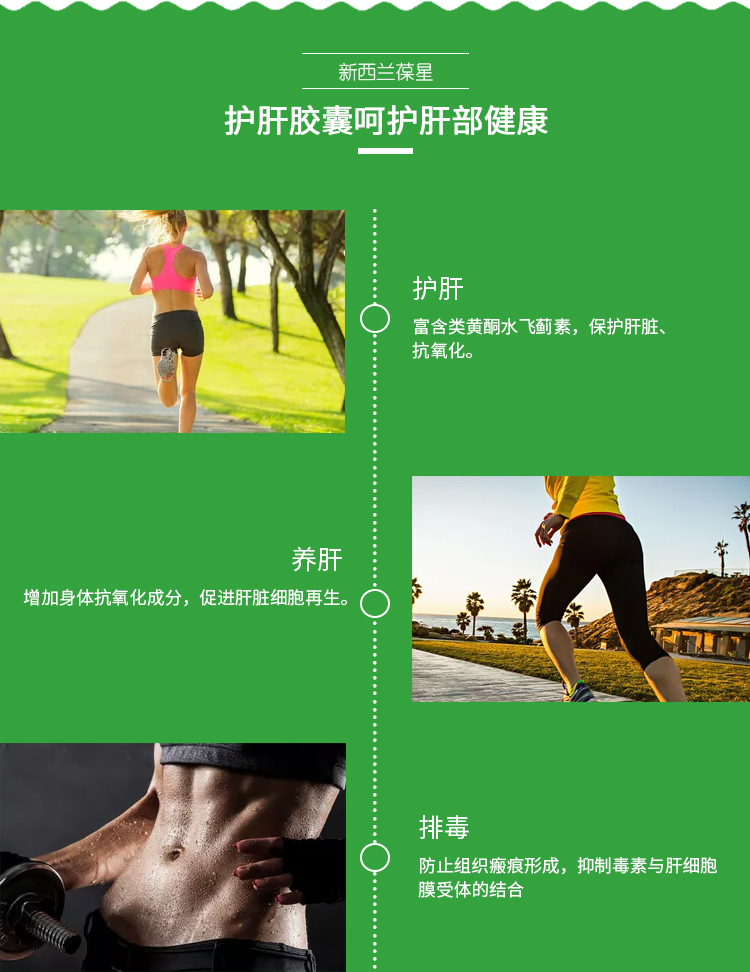 新西兰葆星
护肝胶囊呵护肝部健康
护肝
富含类黄酮水飞蓟素，保护肝脏、
抗氧化。
养肝
增加身体抗氧化成分，促进肝脏细胞再生。
排毒
防止组织瘢痕形成，抑制毒素与肝细胞
膜受体的结合